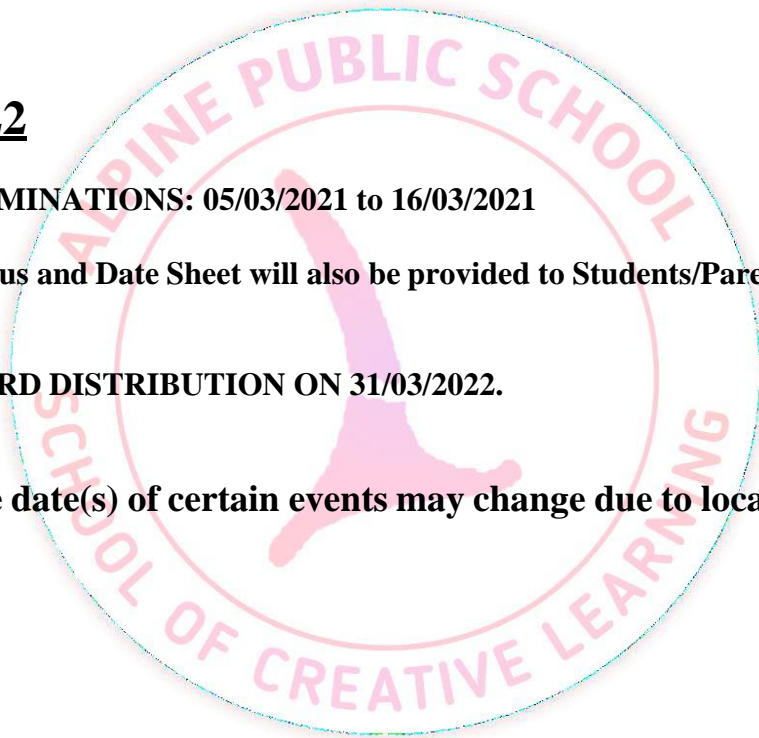 22
MINATIONS: 05/03/2021 to 16/03/2021
us and Date Sheet will also be provided to Students/Pare
RD DISTRIBUTION ON 31/03/2022.
e date(s) of certain events may change due to loca
ALPINE PUBLIC SCHOOL
SCHOOL OF CREATIVE LEARNING